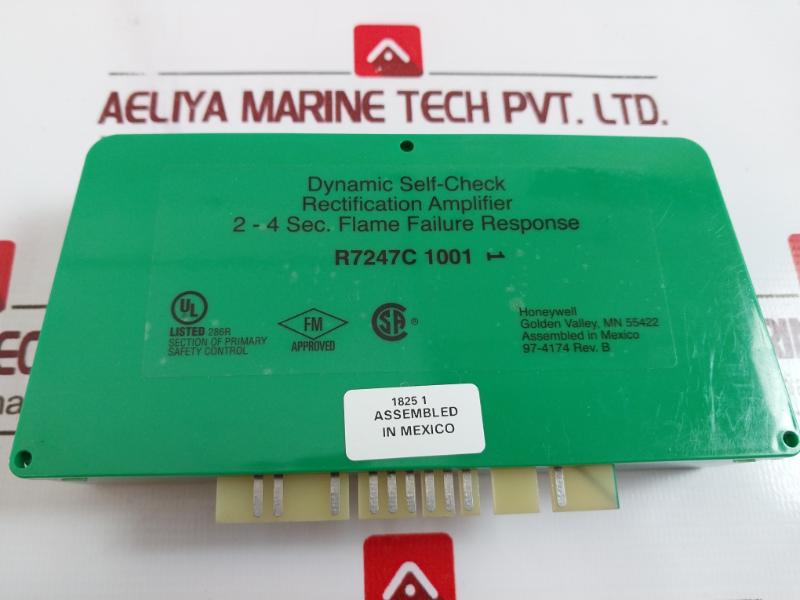 AELIYA MARINE TECH PVT. LTD.
Dynamic Self-Check
Rectification Amplifier
2 - 4 Sec. Flame Failure Response
R7247C 1001 1
UL
LISTED 286R
SECTION OF PRIMARY
SAFETY CONTROL
FM
APPROVED
SA ®
Honeywell
Golden Valley, MN 55422
Assembled in Mexico
97-4174 Rev. B
1825 1
ASSEMBLED
IN MEXICO